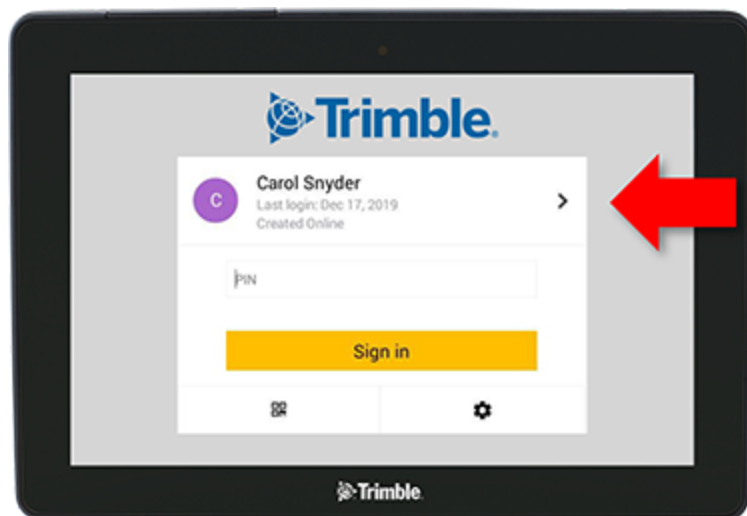 Trimble.
Carol Snyder
Last login: Dec 17, 2019
Created Online
C
PIN
Sign in
Trimble.